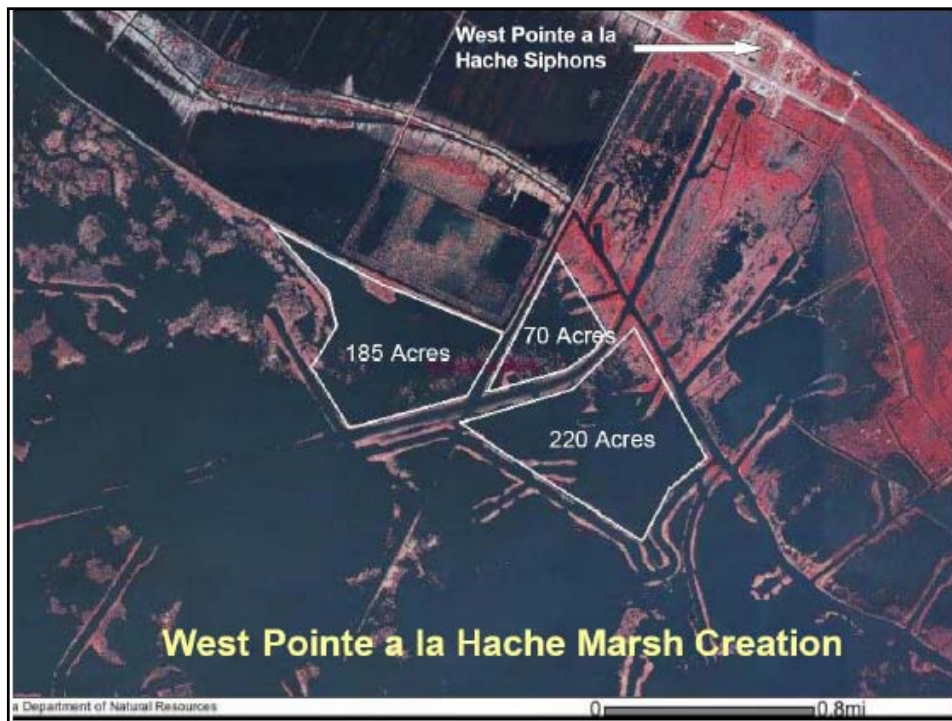 West Pointe a la
Hache Siphons
70 Acres
185 Acres
220 Acres
West Pointe a la Hache Marsh Creation
a Department of Natural Resources
0 0.8mi